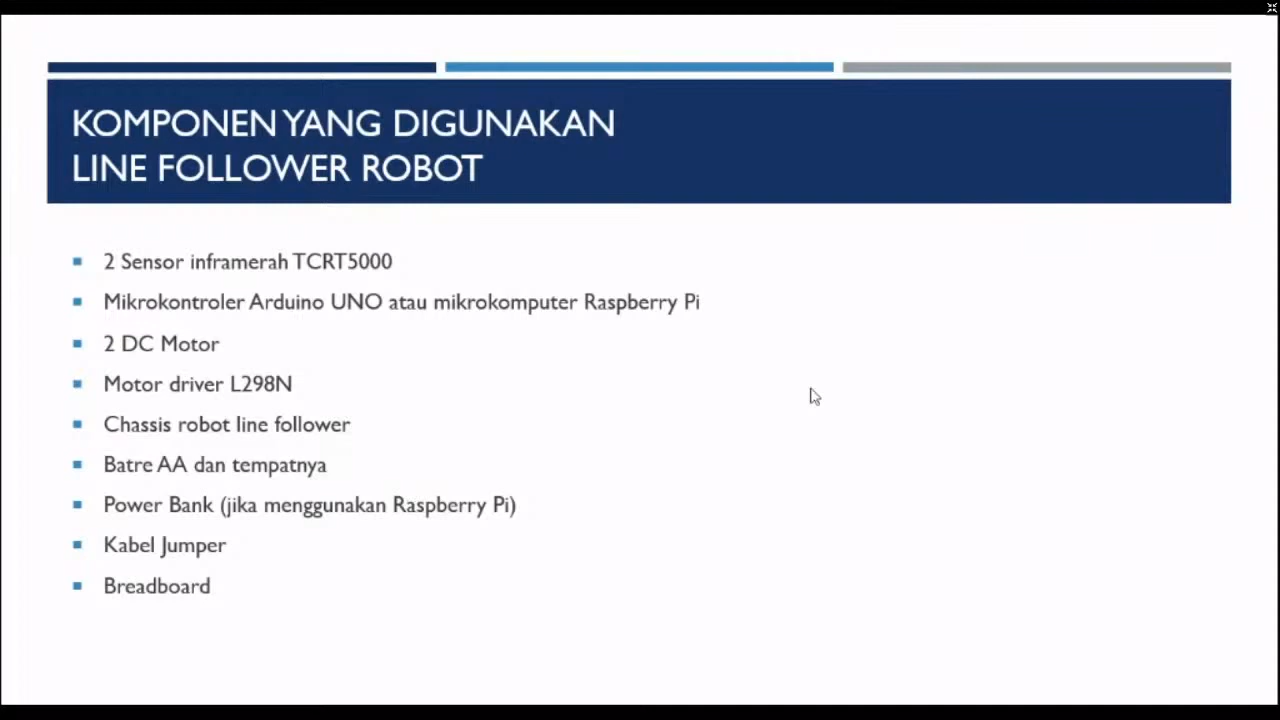 KOMPONEN YANG DIGUNAKAN
LINE FOLLOWER ROBOT
2 Sensor inframerah TCRT5000
Mikrokontroler Arduino UNO atau mikrokomputer Raspberry Pi
2 DC Motor
Motor driver L298N
Chassis robot line follower
Batre AA dan tempatnya
Power Bank (jika menggunakan Raspberry Pi)
Kabel Jumper
Breadboard